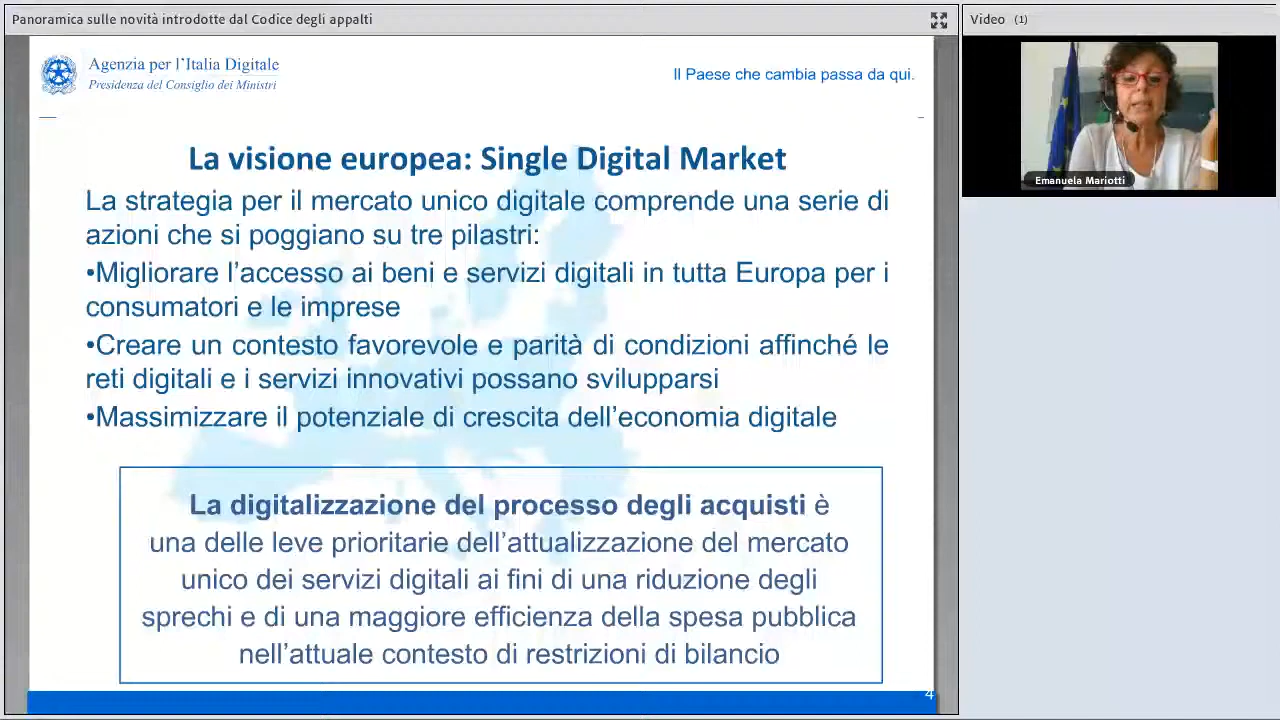 Panoramica sulle novità introdotte dal Codice degli appalti
Video (1)
Agenzia per l'Italia Digitale
Presidenza del Consiglio dei Ministri
Il Paese che cambia passa da qui.
Emanuela Mariotti
La visione europea: Single Digital Market
La strategia per il mercato unico digitale comprende una serie di
azioni che si poggiano su tre pilastri:
•Migliorare l’accesso ai beni e servizi digitali in tutta Europa per i
consumatori e le imprese
•Creare un contesto favorevole e parità di condizioni affinché le
reti digitali e i servizi innovativi possano svilupparsi
•Massimizzare il potenziale di crescita dell’economia digitale
La digitalizzazione del processo degli acquisti è
una delle leve prioritarie dell’attualizzazione del mercato
unico dei servizi digitali ai fini di una riduzione degli
sprechi e di una maggiore efficienza della spesa pubblica
nell’attuale contesto di restrizioni di bilancio
4